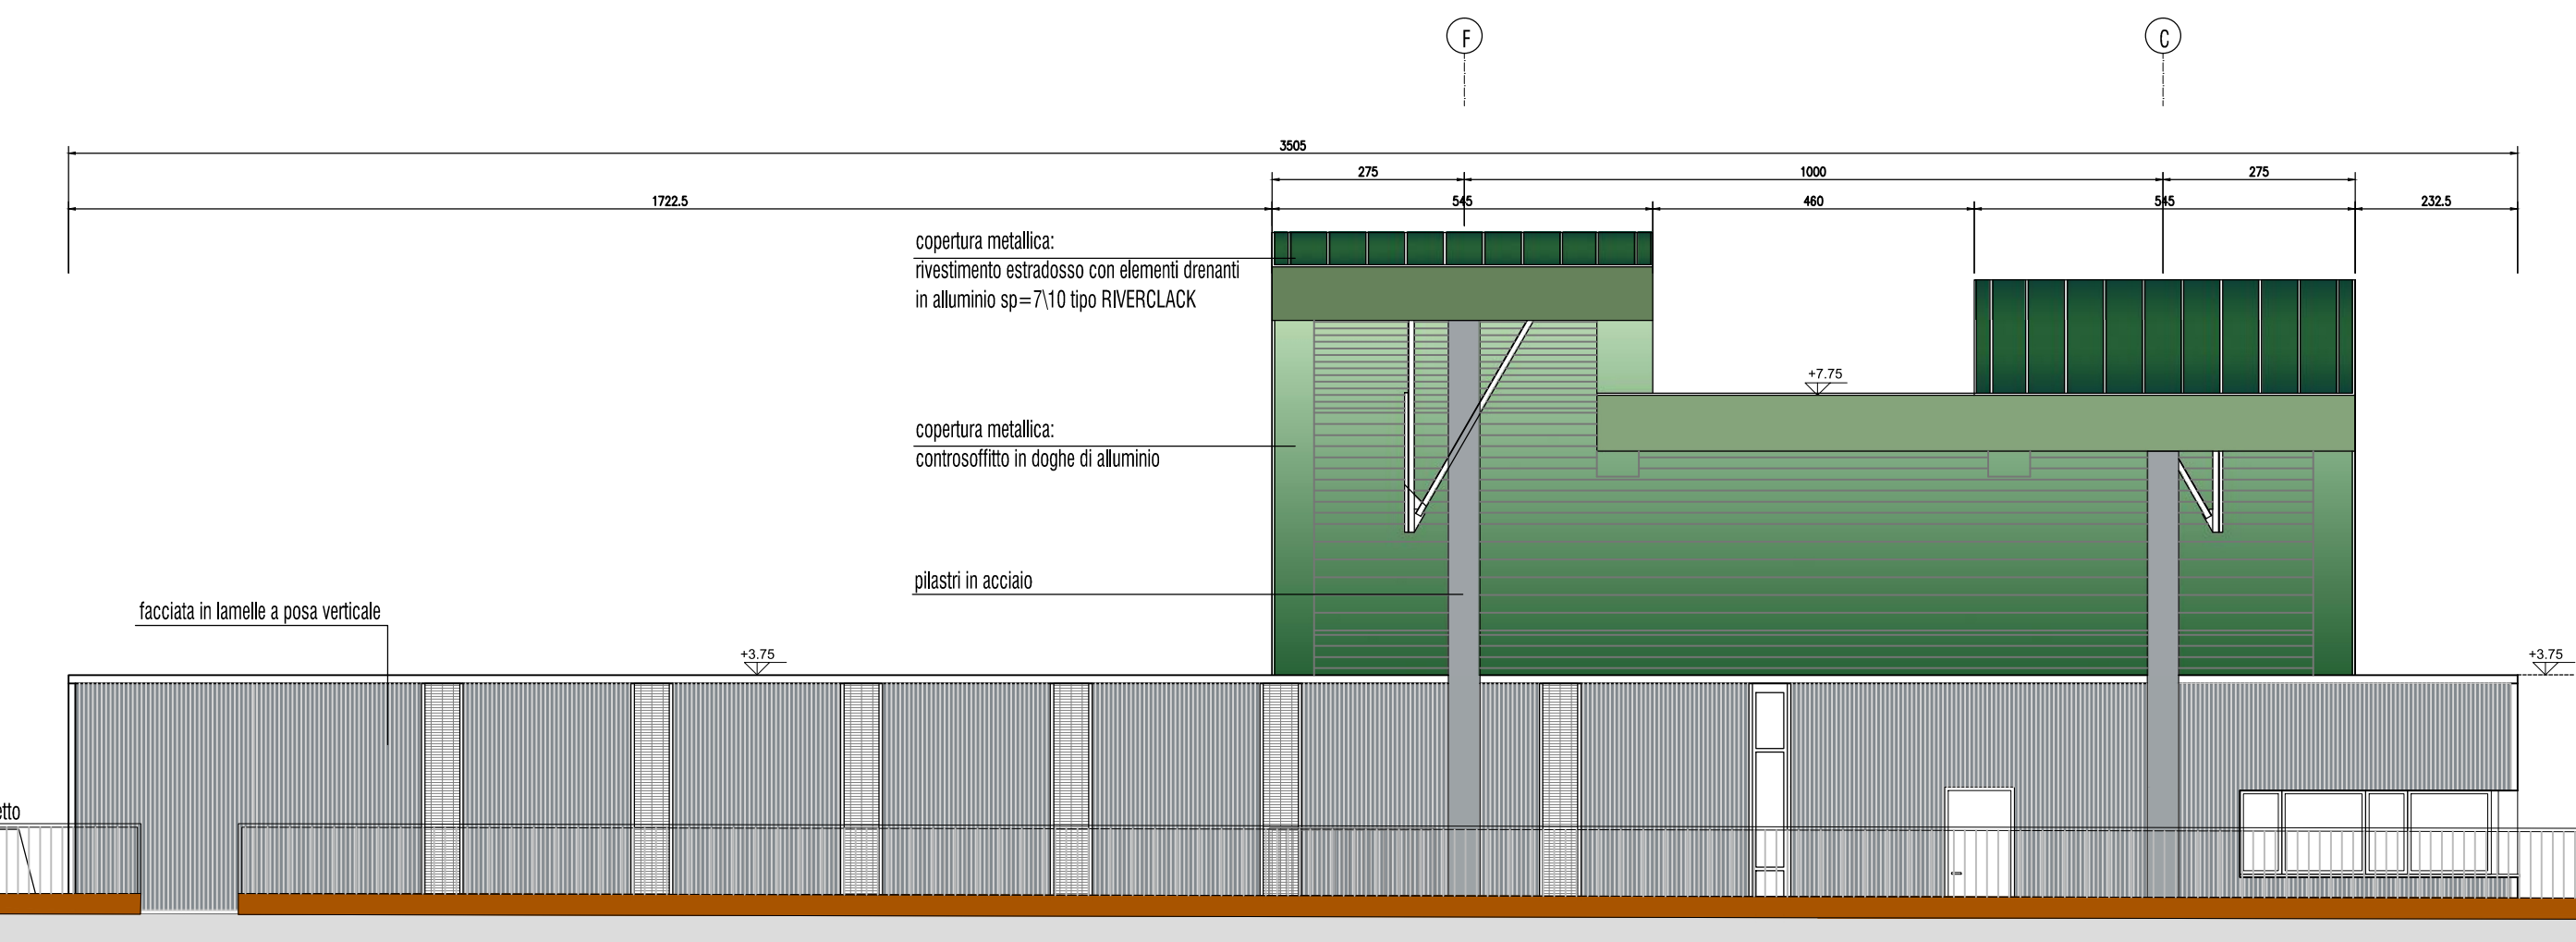 F
C
3505
275
1000
275
1722.5
545
460
545
232.5
copertura metallica:
rivestimento estradosso con elementi drenanti
in alluminio sp=7\10 tipo RIVERCLACK
+7.75
copertura metallica:
controsoffitto in doghe di alluminio
pilastri in acciaio
facciata in lamelle a posa verticale
+3.75
+3.75
etto